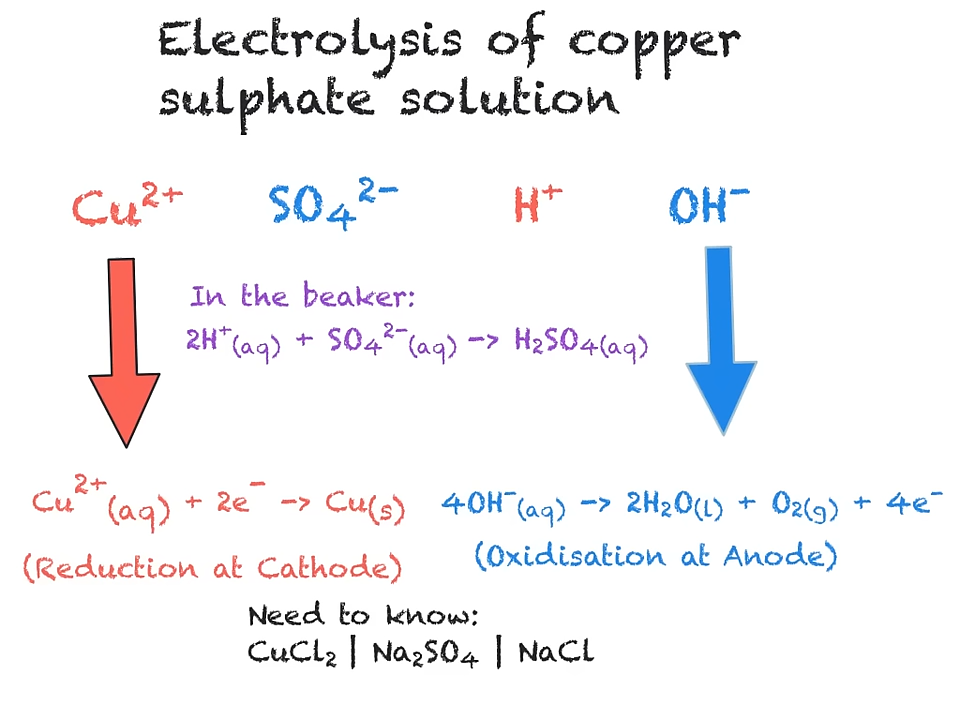 Electrolysis of copper
sulphate solution
Cu²⁺ SO₄²⁻ H⁺ OH⁻
In the beaker:
2H⁺(aq) + SO₄²⁻(aq) -> H₂SO₄(aq)
Cu²⁺(aq) + 2e⁻ -> Cu(s)
4OH⁻(aq) -> 2H₂O(l) + O₂(g) + 4e⁻
(Reduction at Cathode)
(Oxidisation at Anode)
Need to know:
CuCl₂ | Na₂SO₄ | NaCl